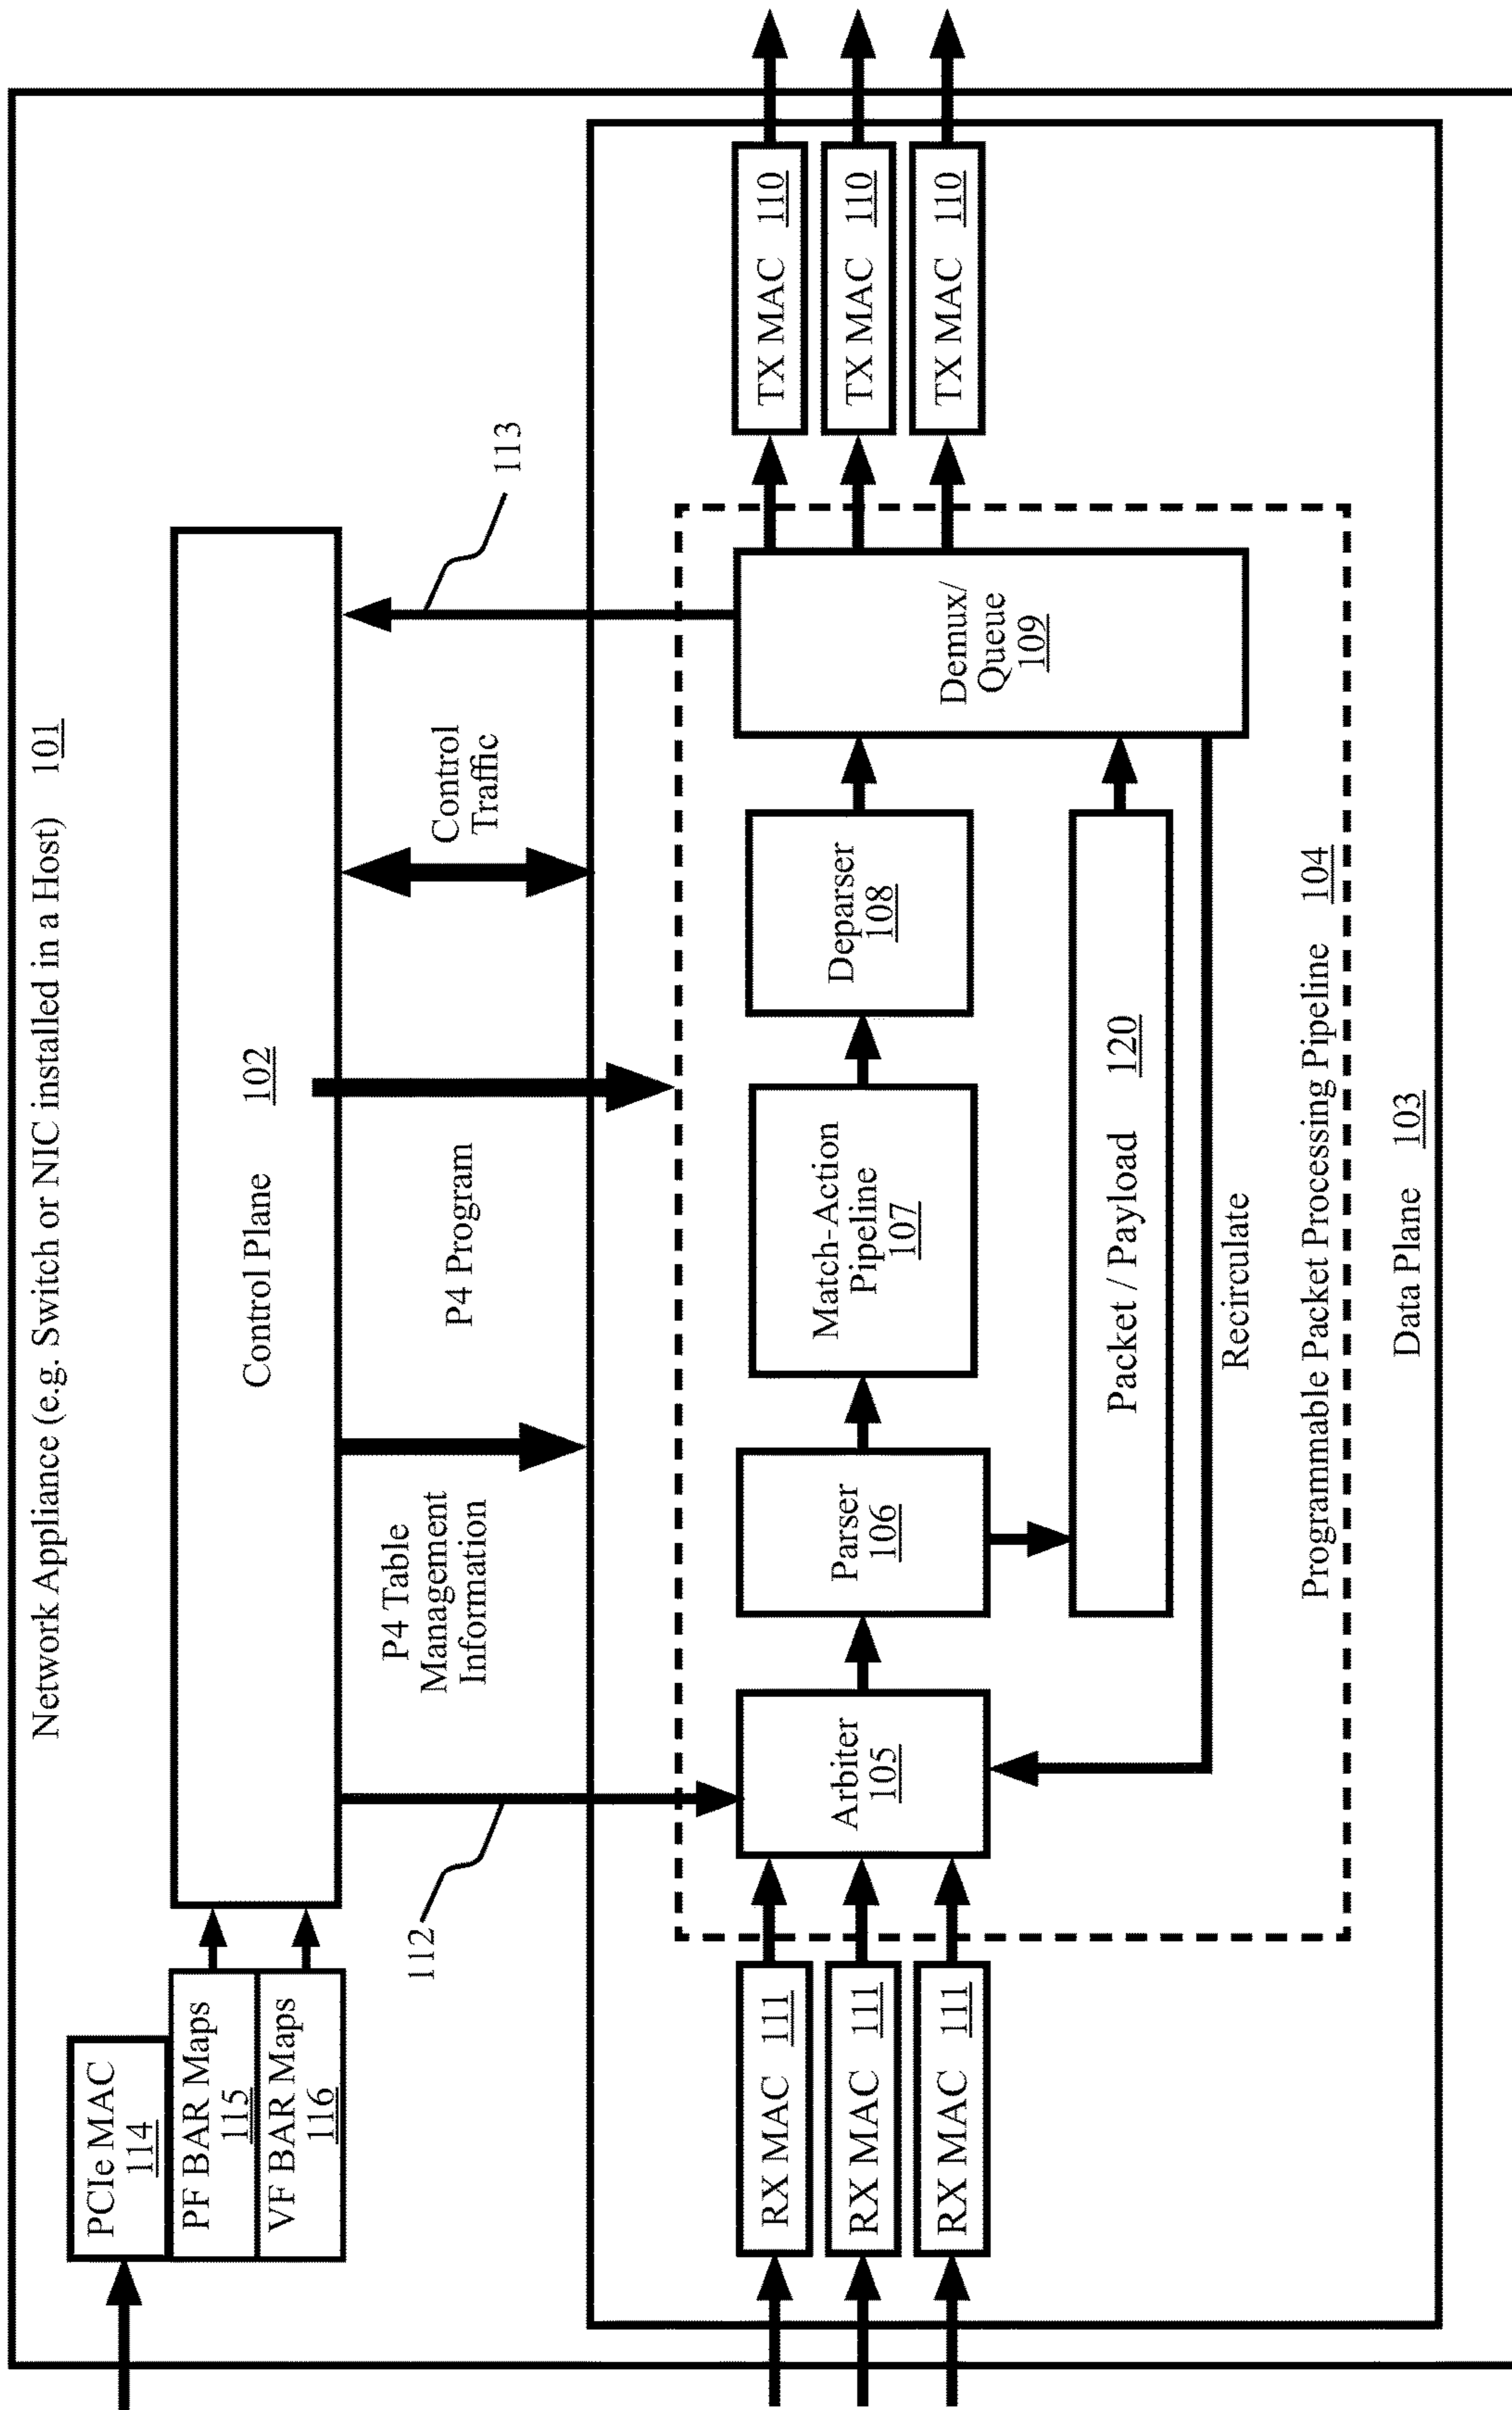 Network Appliance (e.g. Switch or NIC installed in a Host) 101
PCIe MAC
114
PF BAR Maps
115
VF BAR Maps
116
Control Plane 102
112
P4 Table
Management
Information
P4 Program
Control
Traffic
113
RX MAC 111
RX MAC 111
RX MAC 111
Arbiter
105
Parser
106
Match-Action
Pipeline
107
Deparser
108
Demux/
Queue
109
TX MAC 110
TX MAC 110
TX MAC 110
Packet / Payload 120
Recirculate
Programmable Packet Processing Pipeline 104
Data Plane 103